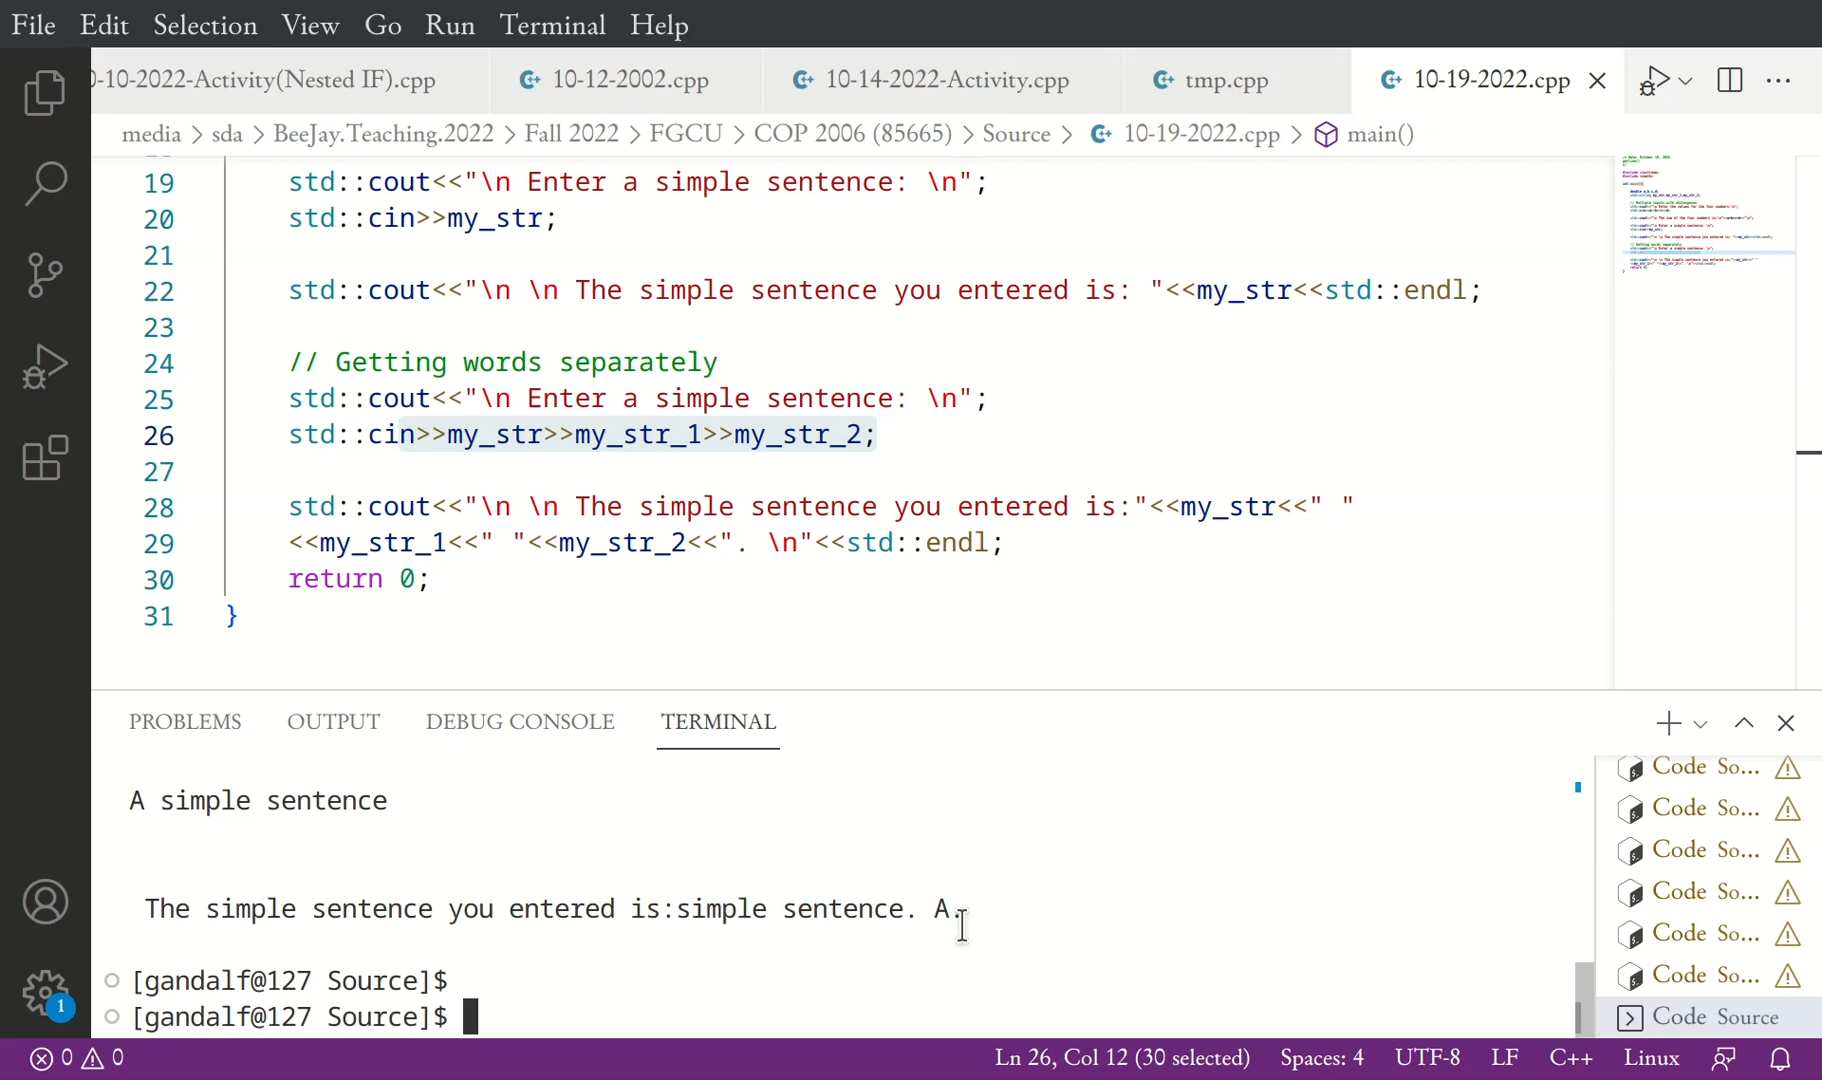 File Edit Selection View Go Run Terminal Help
0-10-2022-Activity(Nested IF).cpp 10-12-2002.cpp 10-14-2022-Activity.cpp tmp.cpp 10-19-2022.cpp
media > sda > BeeJay.Teaching.2022 > Fall 2022 > FGCU > COP 2006 (85665) > Source > 10-19-2022.cpp > main()
19 std::cout<<"\n Enter a simple sentence: \n";
20 std::cin>>my_str;
21
22 std::cout<<"\n \n The simple sentence you entered is: "<<my_str<<std::endl;
23
24 // Getting words separately
25 std::cout<<"\n Enter a simple sentence: \n";
26 std::cin>>my_str>>my_str_1>>my_str_2;
27
28 std::cout<<"\n \n The simple sentence you entered is:"<<my_str<<" "
29 <<my_str_1<<" "<<my_str_2<<". \n"<<std::endl;
30 return 0;
31 }
PROBLEMS OUTPUT DEBUG CONSOLE TERMINAL
A simple sentence
The simple sentence you entered is:simple sentence. A.
[gandalf@127 Source]$
[gandalf@127 Source]$
Code So...
Code So...
Code So...
Code So...
Code So...
Code So...
Code Source
1
0 0 Ln 26, Col 12 (30 selected) Spaces: 4 UTF-8 LF C++ Linux